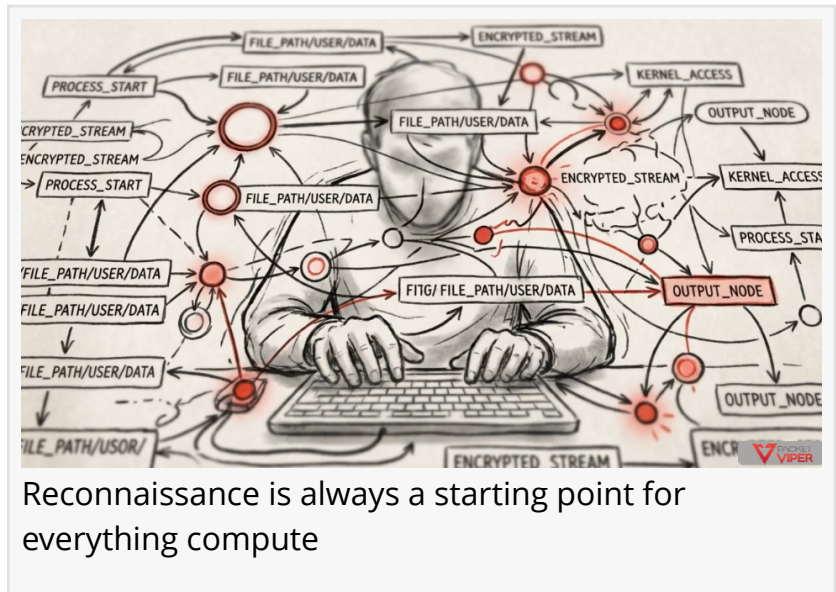 FILE_PATH/USER/DATA
ENCRYPTED_STREAM
PROCESS_START
FILE_PATH/USER/DATA
KERNEL_ACCESS
CRYPTED_STREAM
FILE_PATH/USER/DATA
OUTPUT_NODE
ENCRYPTED_STREAM
PROCESS_START
FILE_PATH/USER/DATA
ENCRYPTED_STREAM
KERNEL_ACCESS
PROCESS_STA
/FILE_PATH/USER/DATA
FITG/ FILE_PATH/USER/DATA
OUTPUT_NODE
FILE_PATH/USER/DATA
FILE_PATH/USER/DATA
OUTPUT_NODE
FILE_PATH/USOR/
ENCRYPTED STREAM
ENCR
PACKET
VIPER
Reconnaissance is always a starting point for
everything compute